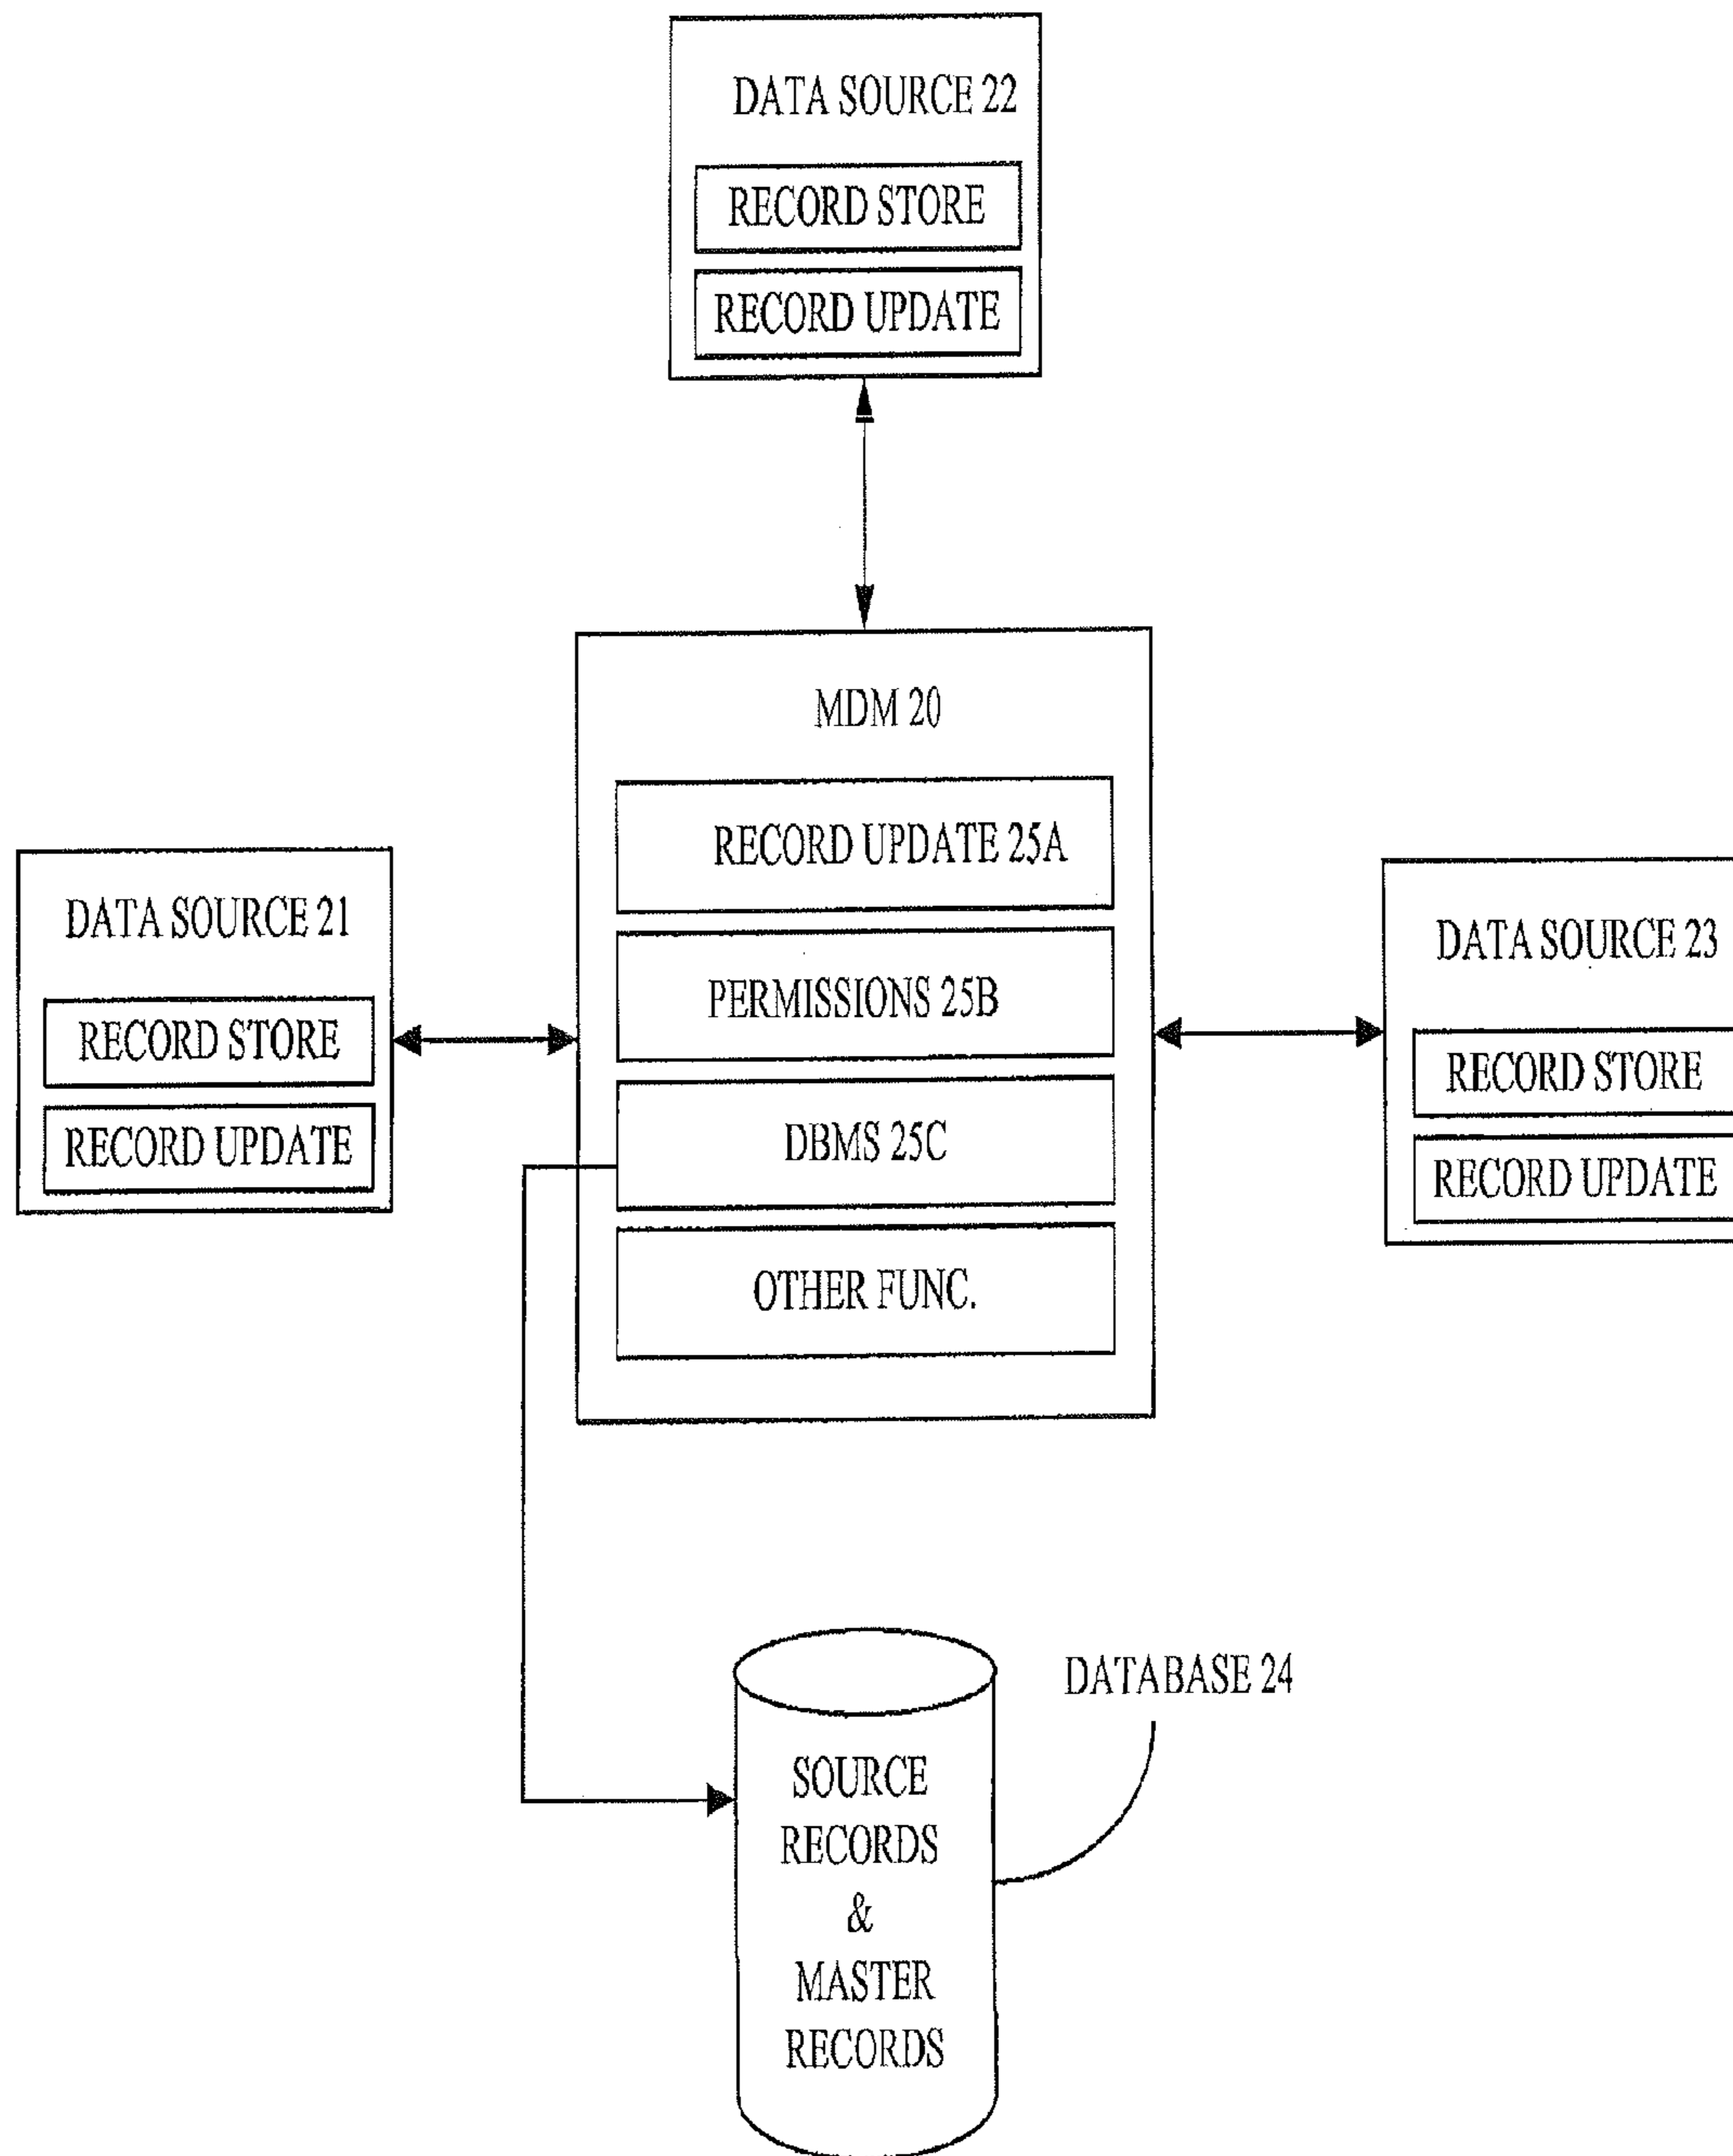 DATA SOURCE 22
RECORD STORE
RECORD UPDATE
MDM 20
RECORD UPDATE 25A
PERMISSIONS 25B
DBMS 25C
OTHER FUNC.
DATA SOURCE 21
RECORD STORE
RECORD UPDATE
DATA SOURCE 23
RECORD STORE
RECORD UPDATE
DATABASE 24
SOURCE
RECORDS
&
MASTER
RECORDS